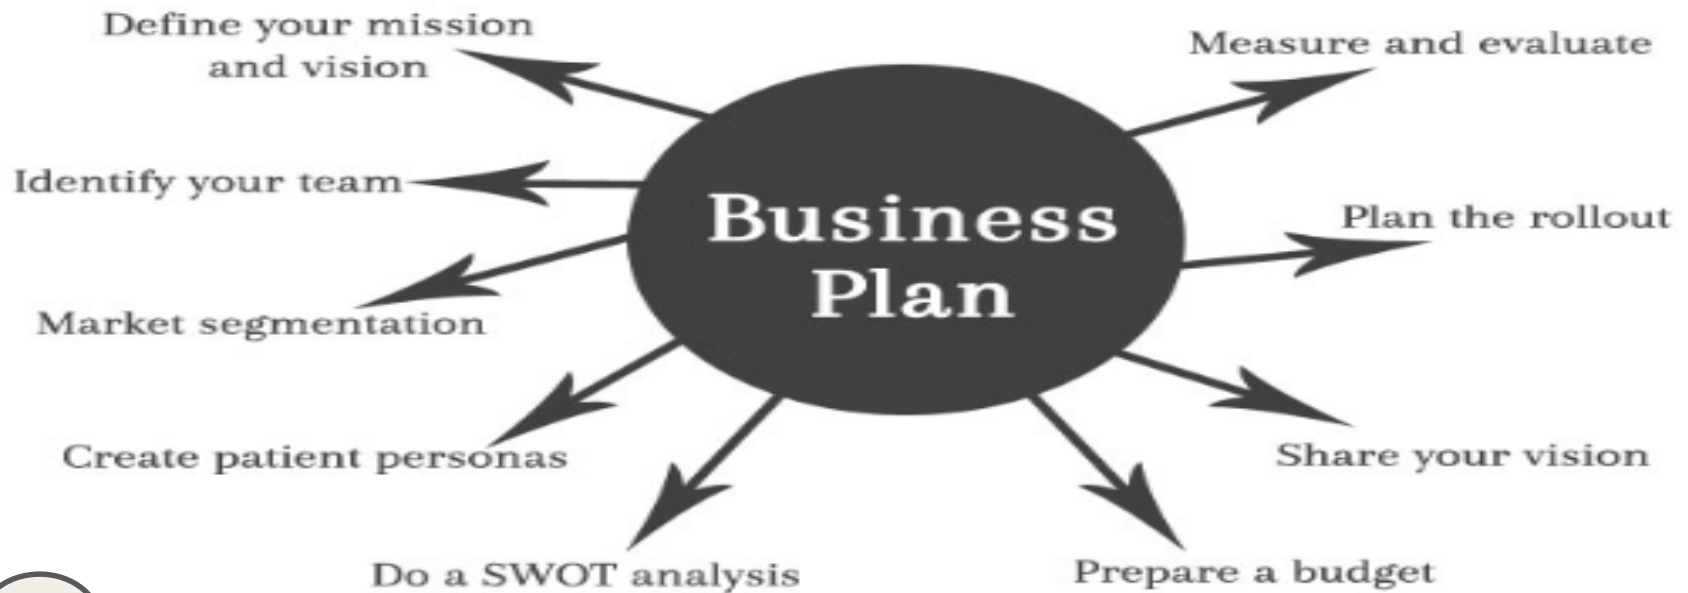 Define your mission
and vision
Identify your team
Market segmentation
Create patient personas
Do a SWOT analysis
Business
Plan
Measure and evaluate
Plan the rollout
Share your vision
Prepare a budget